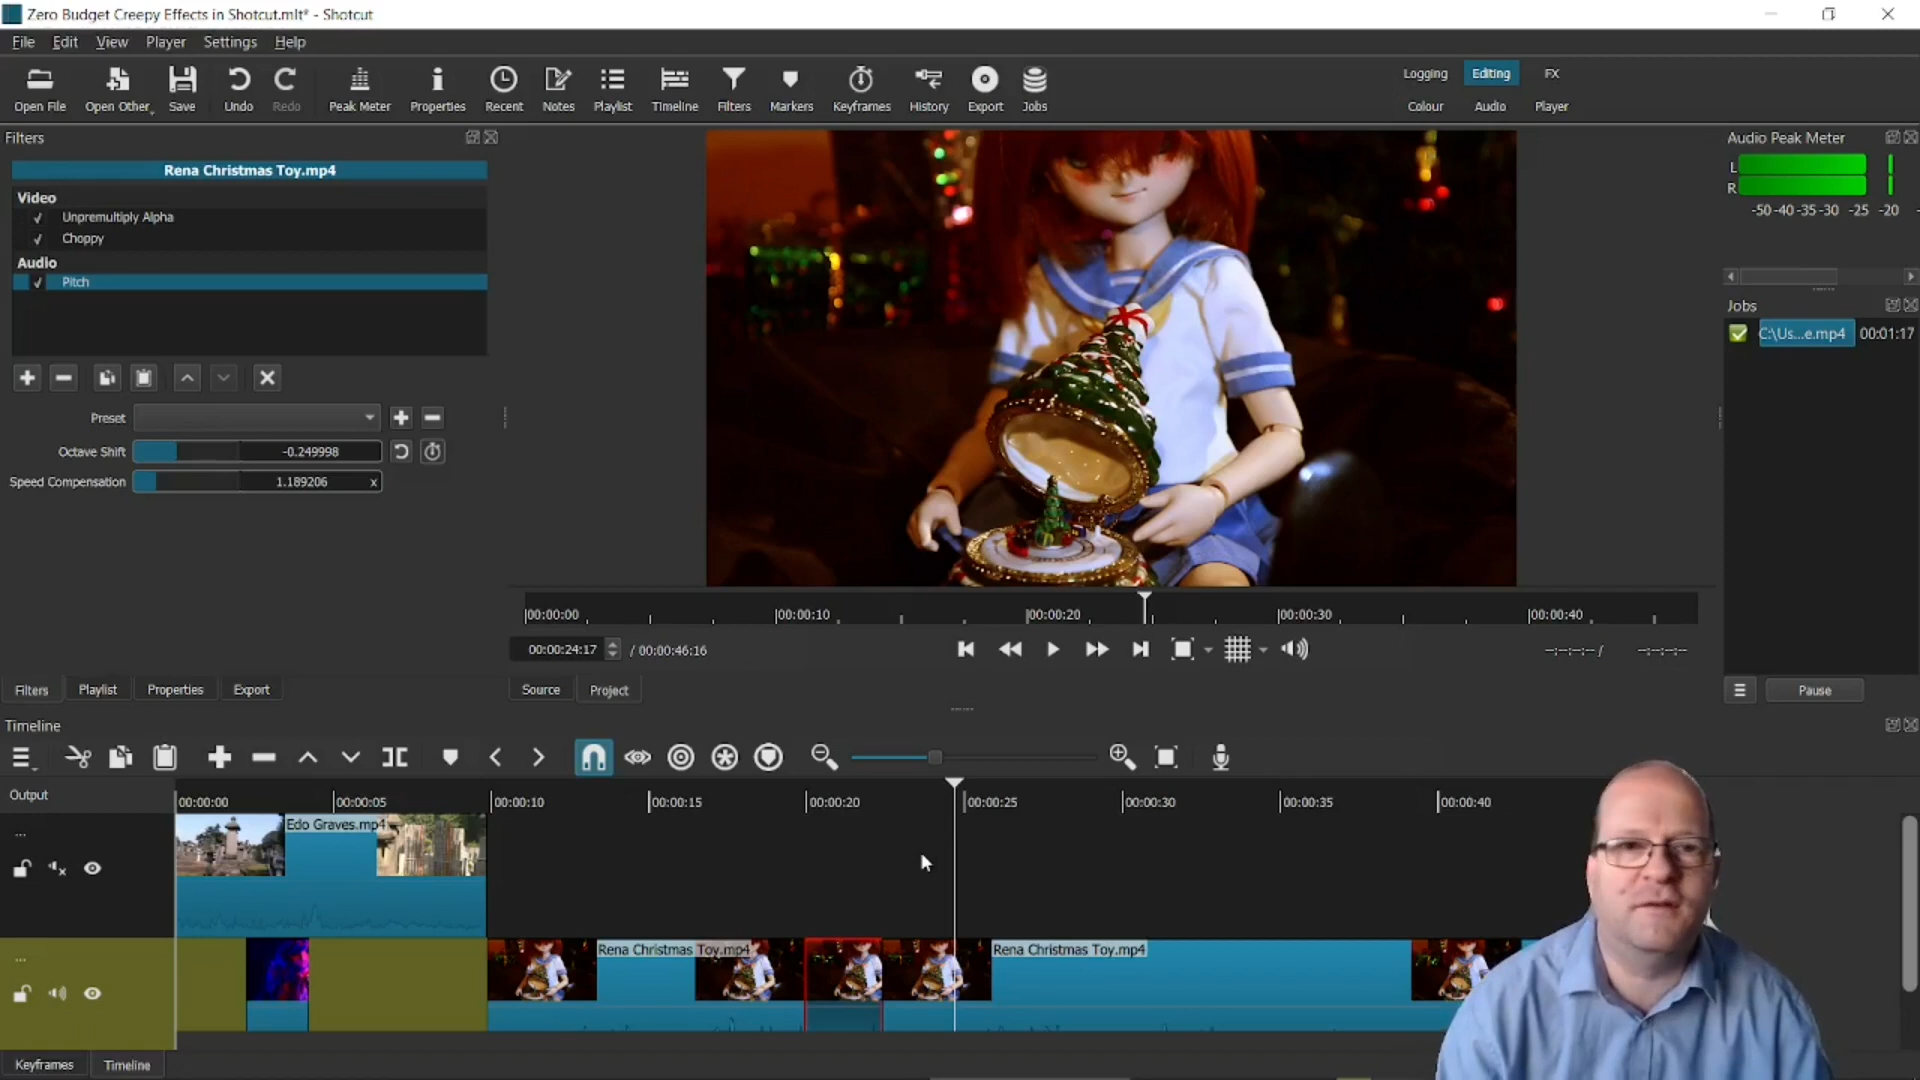 Zero Budget Creepy Effects in Shotcut.mlt* - Shotcut
File Edit View Player Settings Help
Open File Open Other Save Undo Redo Peak Meter Properties Recent Notes Playlist Timeline Filters Markers Keyframes History Export Jobs
Logging Editing FX
Colour Audio Player
Filters
Rena Christmas Toy.mp4
Video
Unpremultiply Alpha
Choppy
Audio
Pitch
Preset
Octave Shift -0.249998
Speed Compensation 1.189206 x
Audio Peak Meter
L
R
-50 -40 -35 -30 -25 -20
Jobs
C:\Us...e.mp4 00:01:17
00:00:00 00:00:10 00:00:20 00:00:30 00:00:40
00:00:24:17 / 00:00:46:16 --:--:--:-- / --:--:--:--
Filters Playlist Properties Export
Source Project
Pause
Timeline
Output
00:00:00 00:00:05 00:00:10 00:00:15 00:00:20 00:00:25 00:00:30 00:00:35 00:00:40
Edo Graves.mp4
Rena Christmas Toy.mp4 Rena Christmas Toy.mp4
Keyframes Timeline